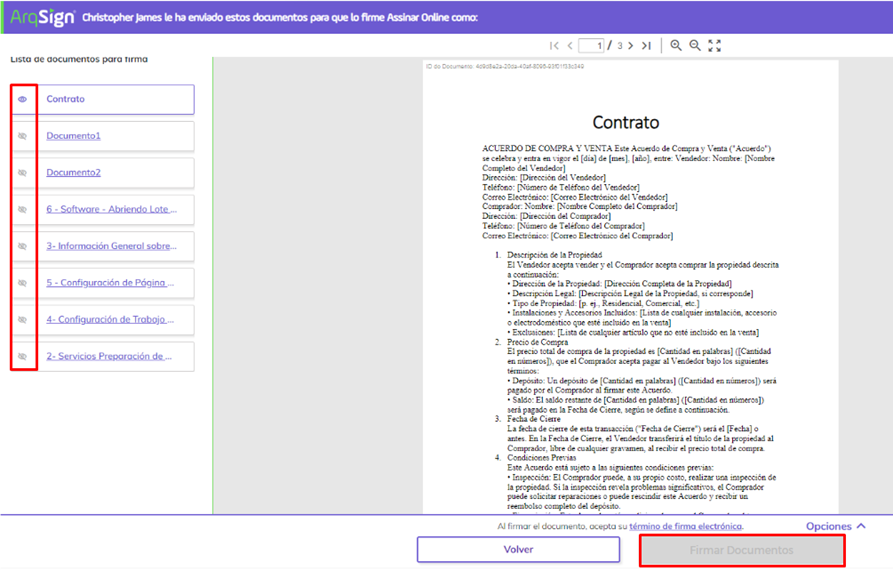 ArqSign Christopher James le ha enviado estos documentos para que lo firme Assinar Online como:
Lista de documentos para firma
Contrato
Documento1
Documento2
6 - Software - Abriendo Lote ...
3- Información General sobre...
5 - Configuración de Página ...
4- Configuración de Trabajo ...
2- Servicios Preparación de ...
1 / 3
Contrato
ACUERDO DE COMPRA Y VENTA Este Acuerdo de Compra y Venta ("Acuerdo")
se celebra y entra en vigor el [día] de [mes], [año], entre: Vendedor: Nombre: [Nombre
Completo del Vendedor]
Dirección: [Dirección del Vendedor]
Teléfono: [Número de Teléfono del Vendedor]
Correo Electrónico: [Correo Electrónico del Vendedor]
Comprador: Nombre: [Nombre Completo del Comprador]
Dirección: [Dirección del Comprador]
Teléfono: [Número de Teléfono del Comprador]
Correo Electrónico: [Correo Electrónico del Comprador]
1. Descripción de la Propiedad
El Vendedor acepta vender y el Comprador acepta comprar la propiedad descrita
a continuación:
• Dirección de la Propiedad: [Dirección Completa de la Propiedad]
• Descripción Legal: [Descripción Legal de la Propiedad, si corresponde]
• Tipo de Propiedad: [p. ej., Residencial, Comercial, etc.]
• Instalaciones y Accesorios Incluidos: [Lista de cualquier instalación, accesorio
o electrodoméstico que esté incluido en la venta]
• Exclusiones: [Lista de cualquier artículo que no esté incluido en la venta]
2. Precio de Compra
El precio total de compra de la propiedad es [Cantidad en palabras] ([Cantidad
en números]), que el Comprador acepta pagar al Vendedor bajo los siguientes
términos:
• Depósito: Un depósito de [Cantidad en palabras] ([Cantidad en números]) será
pagado por el Comprador al firmar este Acuerdo.
• Saldo: El saldo restante de [Cantidad en palabras] ([Cantidad en números])
será pagado en la Fecha de Cierre, según se define a continuación.
3. Fecha de Cierre
La fecha de cierre de esta transacción ("Fecha de Cierre") será el [Fecha] o
antes. En la Fecha de Cierre, el Vendedor transferirá el título de la propiedad al
Comprador, libre de cualquier gravamen, al recibir el precio total de compra.
4. Condiciones Previas
Este Acuerdo está sujeto a las siguientes condiciones previas:
• Inspección: El Comprador puede, a su propio costo, realizar una inspección de
la propiedad. Si la inspección revela problemas significativos, el Comprador
puede solicitar reparaciones o puede rescindir este Acuerdo y recibir un
reembolso completo del depósito.
Al firmar el documento, acepta su término de firma electrónica.
Opciones
Volver
Firmar Documentos